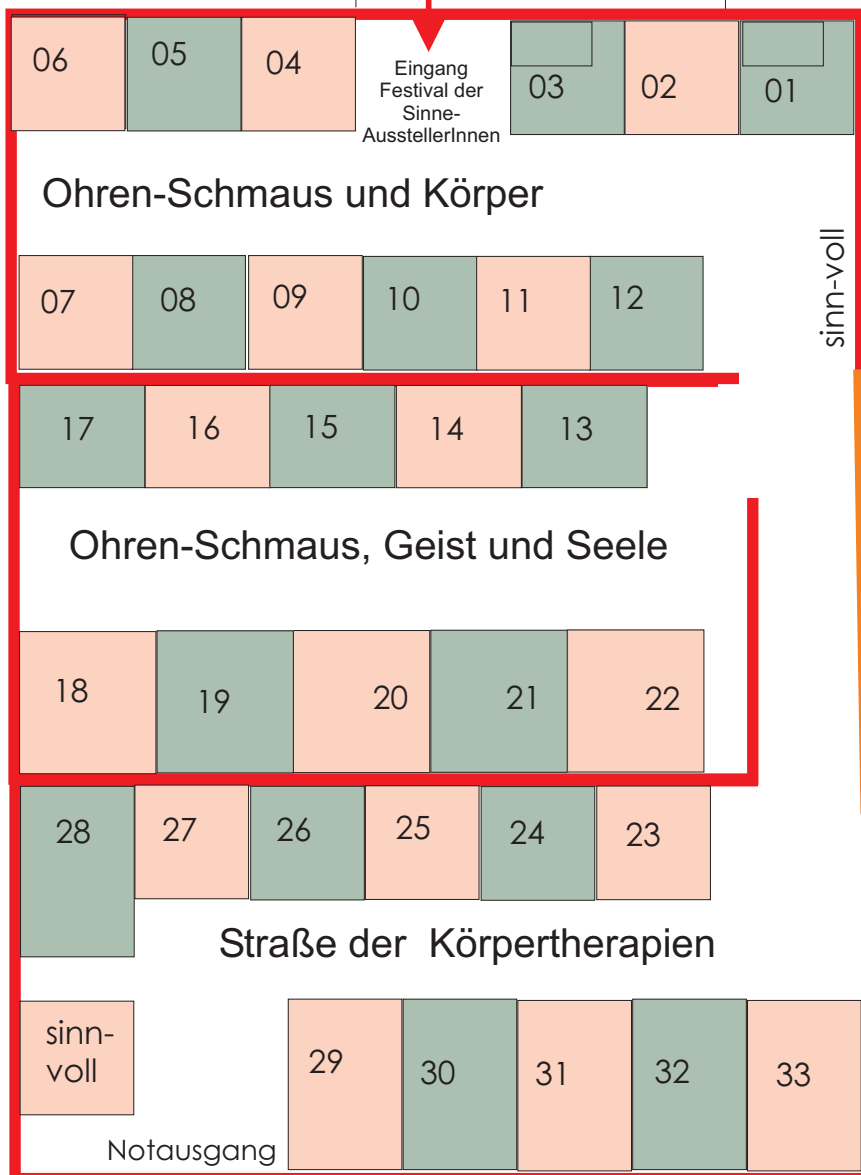 06 05 04
Eingang
Festival der
Sinne-
AusstellerInnen
03 02 01
Ohren-Schmaus und Körper
sinn-voll
07 08 09 10 11 12
17 16 15 14 13
Ohren-Schmaus, Geist und Seele
18 19 20 21 22
28 27 26 25 24 23
Straße der Körpertherapien
sinn-
voll
29 30 31 32 33
Notausgang